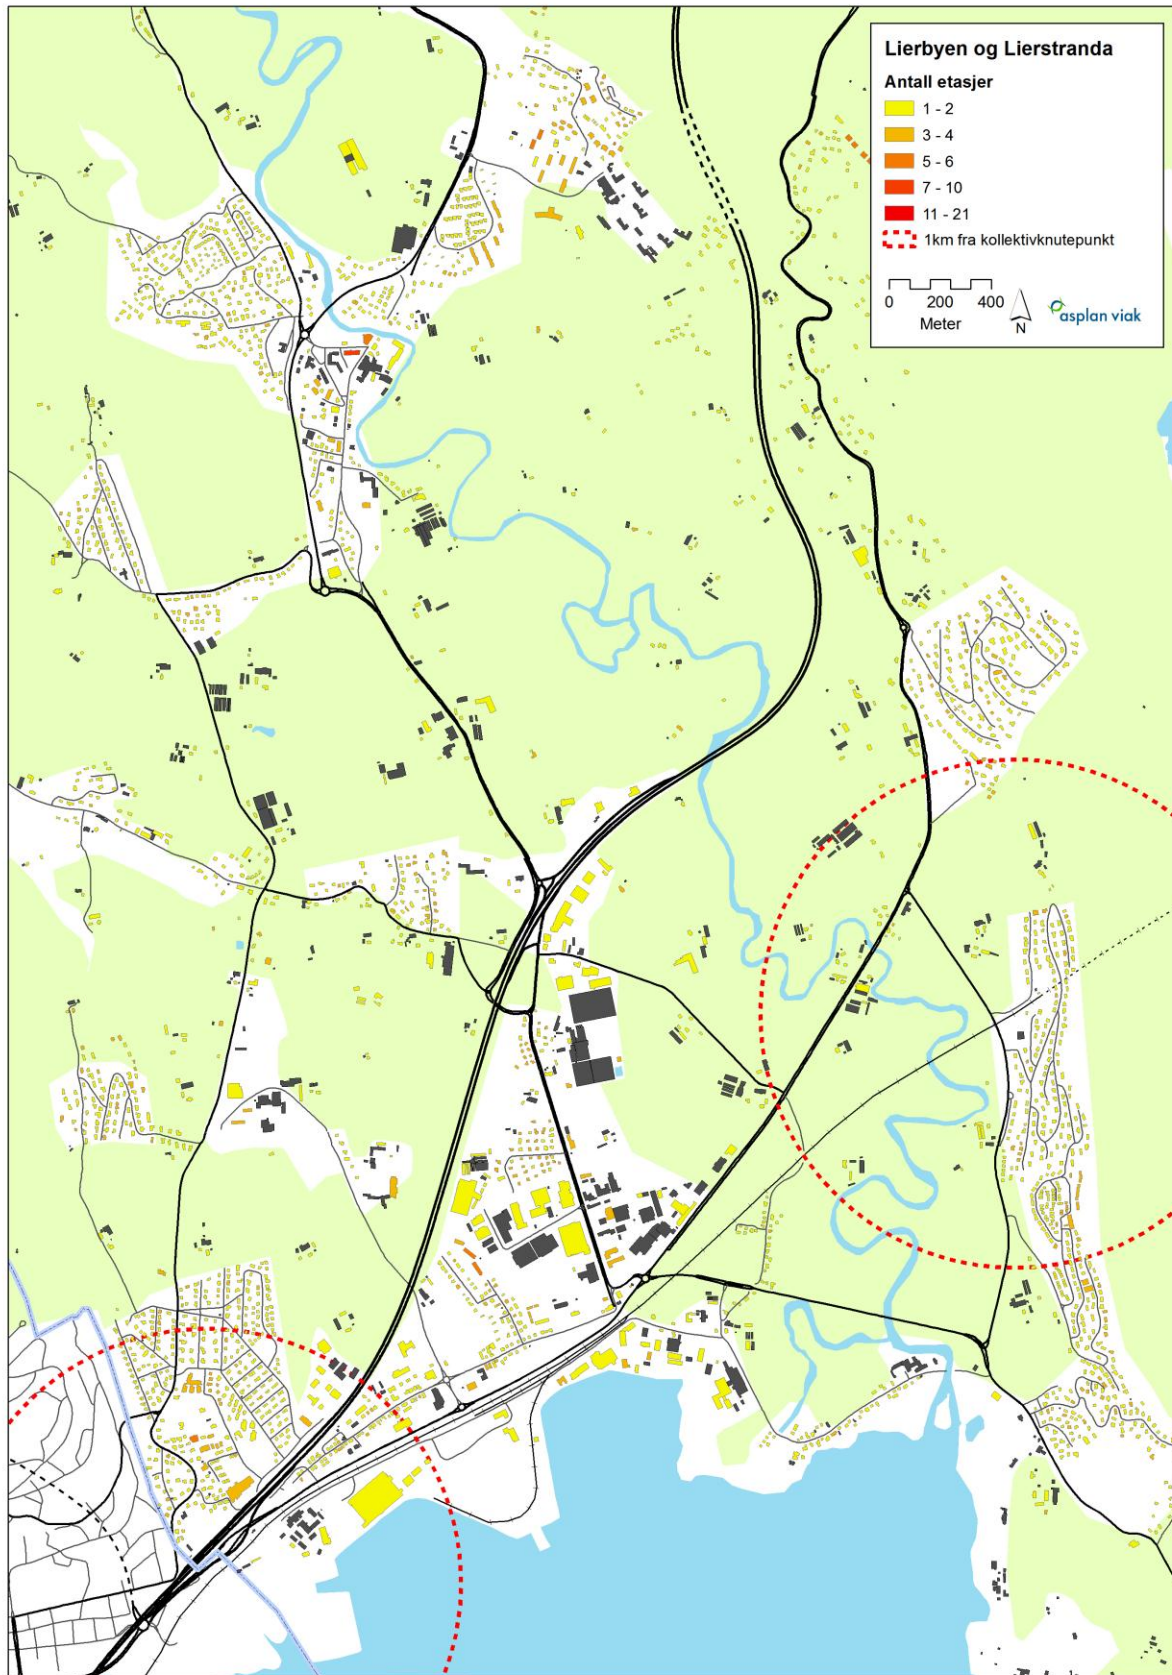 Lierbyen og Lierstranda
Antall etasjer
1 - 2
3 - 4
5 - 6
7 - 10
11 - 21
1km fra kollektivknutepunkt
0 200 400
Meter
N
asplan viak